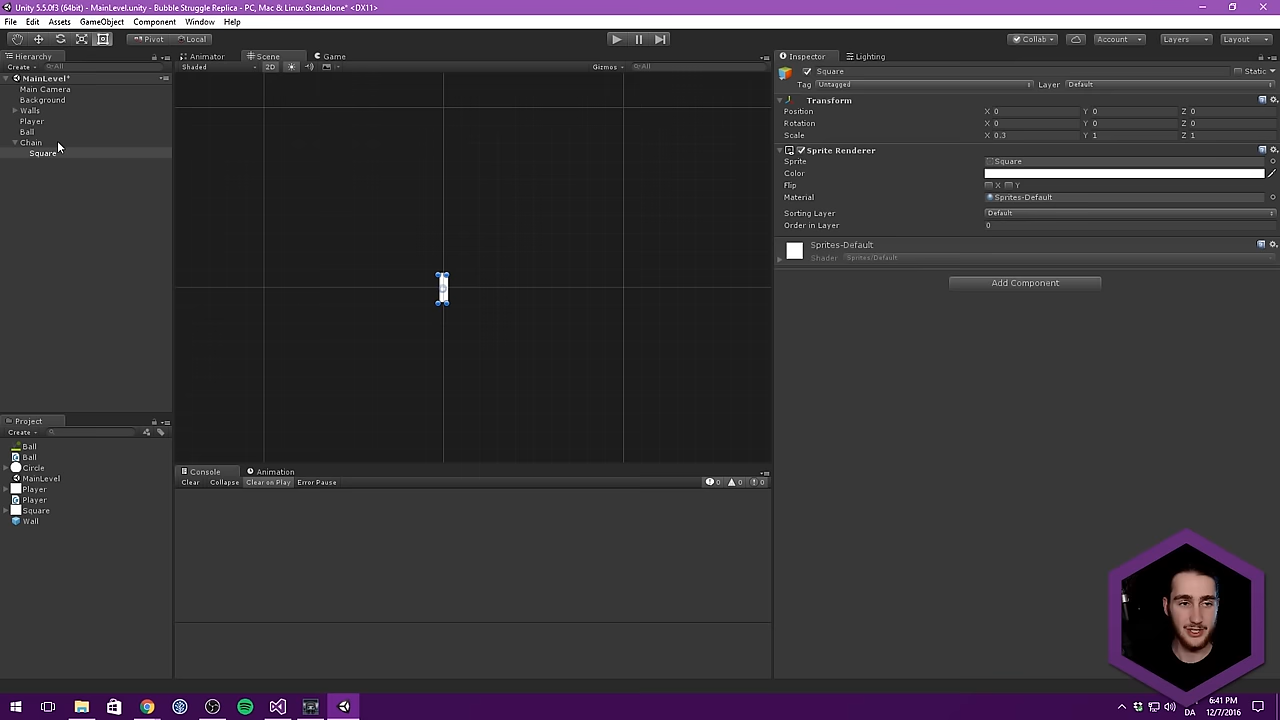 Unity 5.5.0f3 (64bit) - MainLevel.unity - Bubble Struggle Replica - PC, Mac & Linux Standalone* <DX11>
File Edit Assets GameObject Component Window Help
Pivot Local Collab Account Layers Layout
Hierarchy Animator Scene Game Inspector Lighting
Create All Shaded 2D Gizmos All
Square Static
MainLevel*
Tag Untagged Layer Default
Main Camera
Background
Walls
Player
Ball
Chain
Square
Transform
Position X 0 Y 0 Z 0
Rotation X 0 Y 0 Z 0
Scale X 0.3 Y 1 Z 1
Sprite Renderer
Sprite Square
Color
Flip X Y
Material Sprites-Default
Sorting Layer Default
Order in Layer 0
Sprites-Default
Shader Sprites/Default
Add Component
Project
Create
Ball
Ball
Circle
MainLevel
Player
Player
Square
Wall
Console Animation
Clear Collapse Clear on Play Error Pause 0 0 0
6:41 PM
DA 12/7/2016